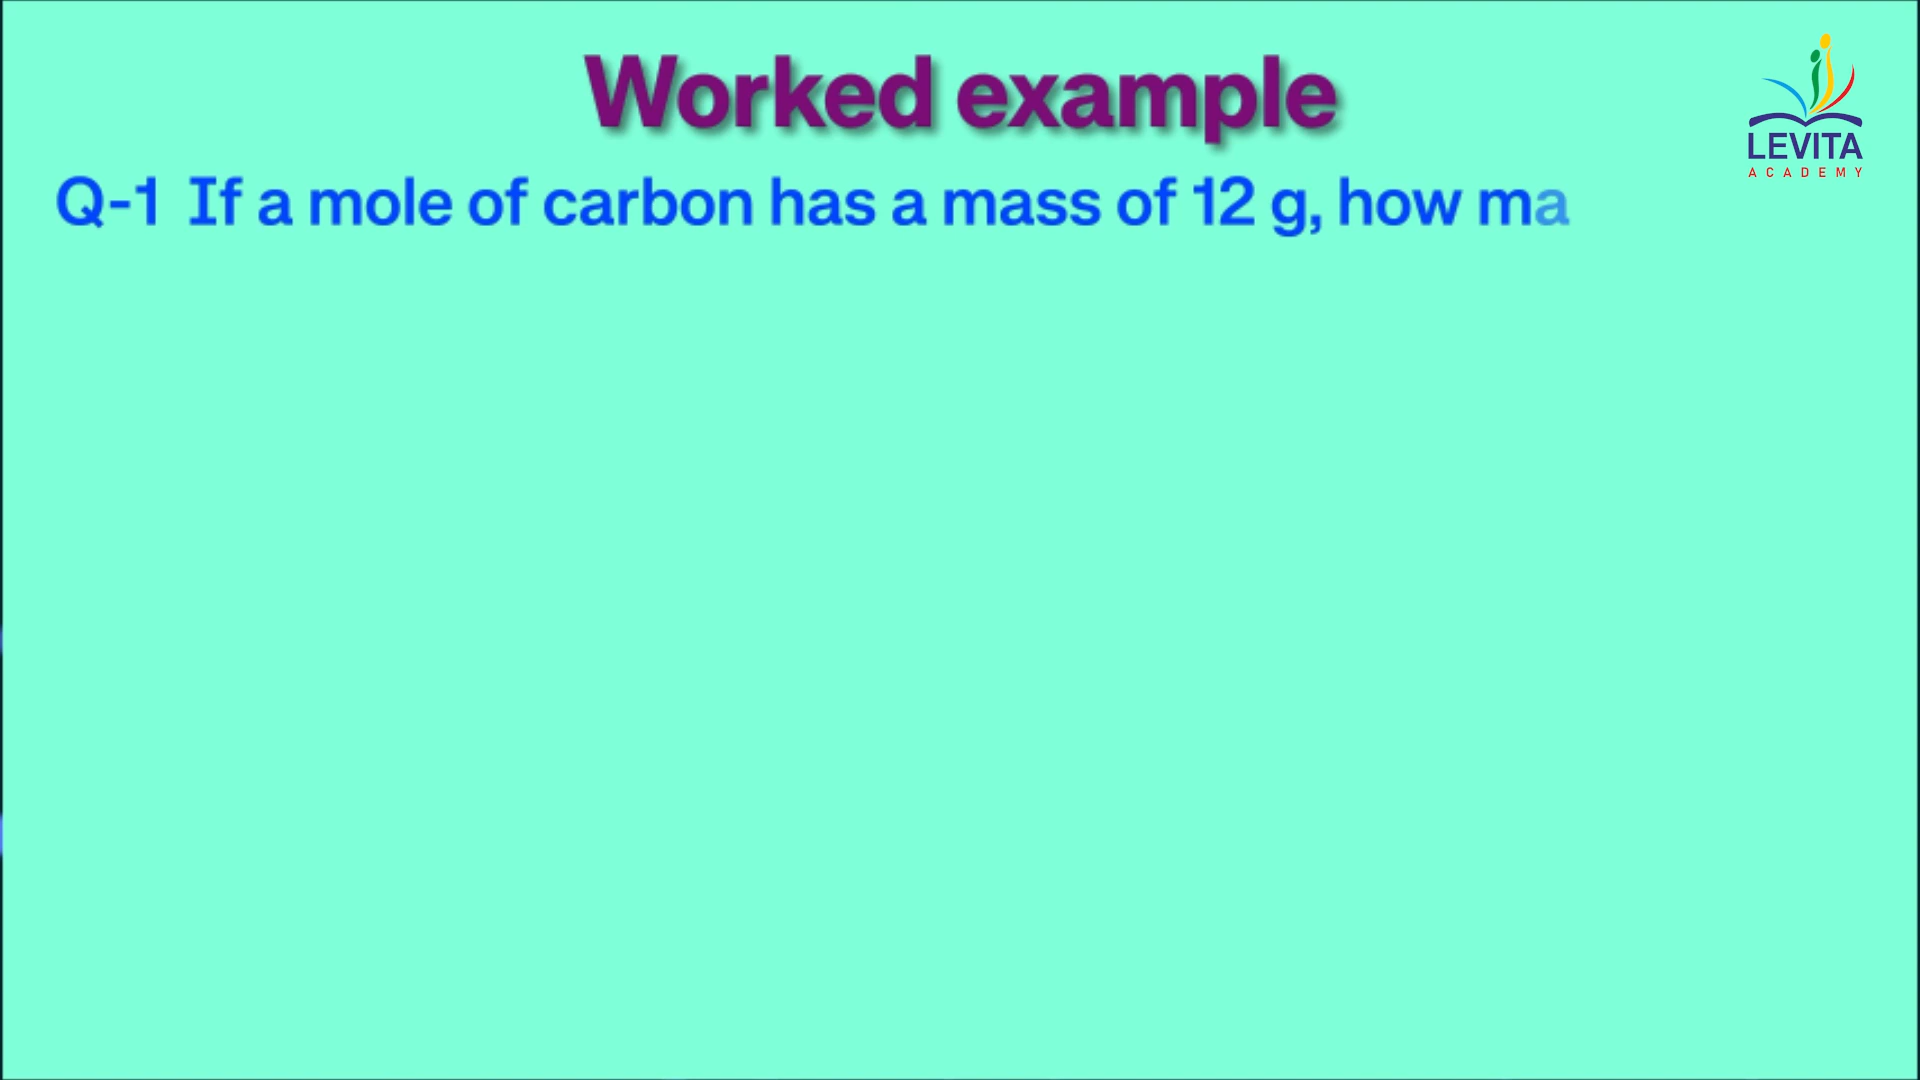 Worked example
LEVITA
ACADEMY
Q-1 If a mole of carbon has a mass of 12 g, how ma